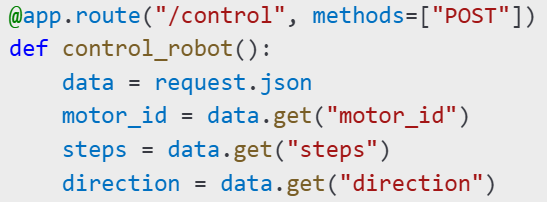 @app.route("/control", methods=["POST"])
def control_robot():
    data = request.json
    motor_id = data.get("motor_id")
    steps = data.get("steps")
    direction = data.get("direction")